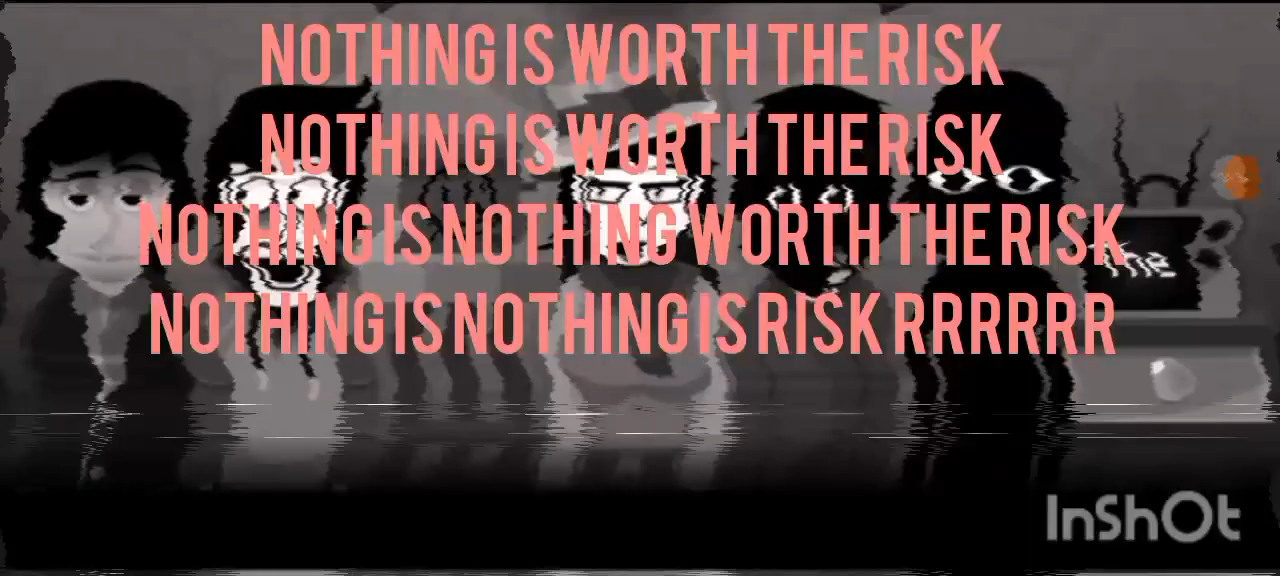 NOTHING IS WORTH THE RISK
NOTHING IS WORTH THE RISK
NOTHING IS NOTHING WORTH THE RISK
the
NOTHING IS NOTHING IS RISK RRRRRR
InShOt